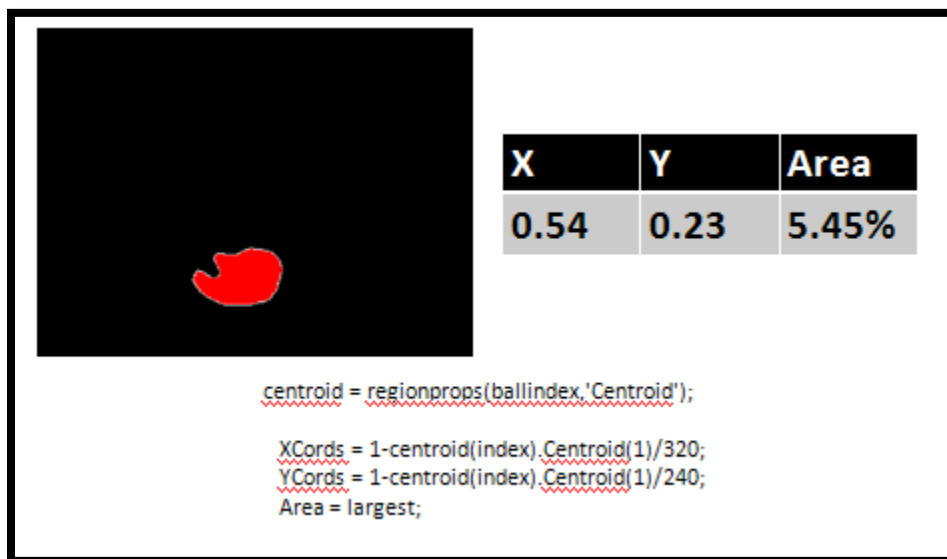 X Y Area
0.54 0.23 5.45%
centroid = regionprops(ballindex,'Centroid');
XCords = 1-centroid(index).Centroid(1)/320;
YCords = 1-centroid(index).Centroid(1)/240;
Area = largest;